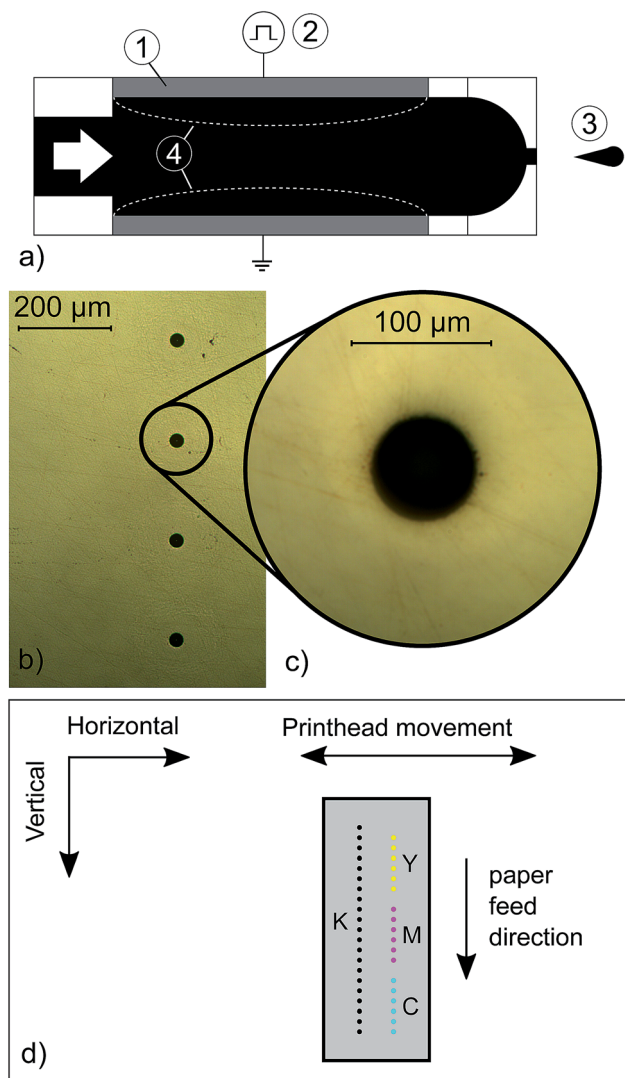 1
2
3
4
a)
200 µm
100 µm
b)
c)
Horizontal
Printhead movement
Vertical
Y
K
M
C
paper
feed
direction
d)